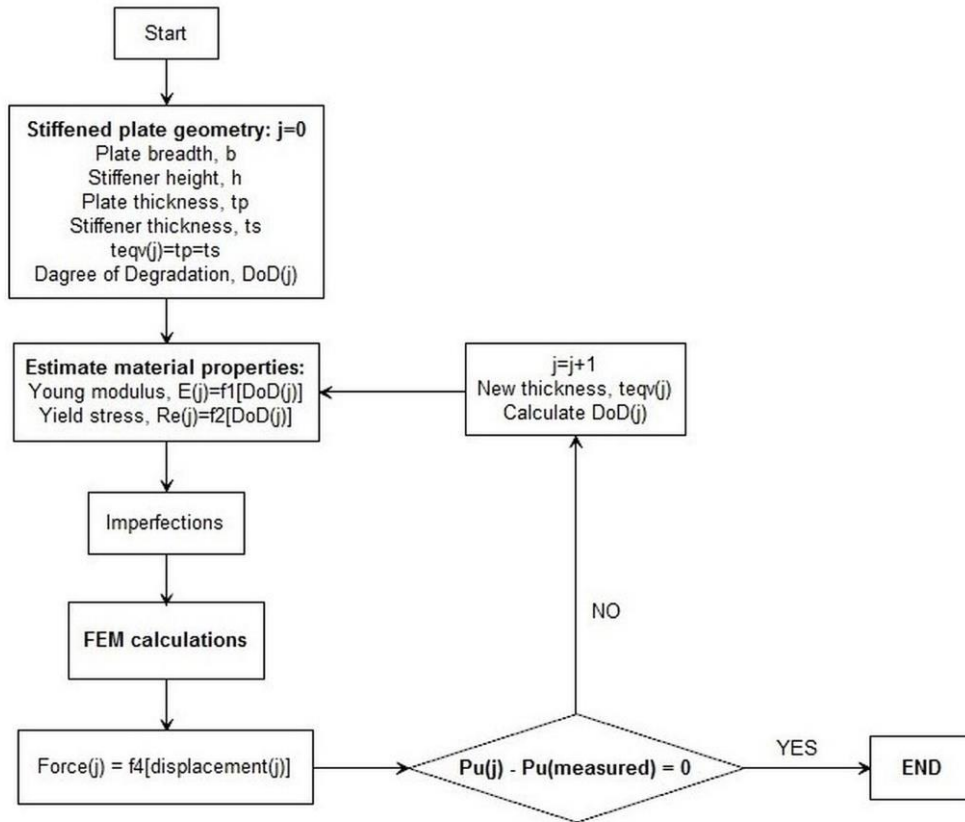 Start
Stiffened plate geometry: j=0
Plate breadth, b
Stiffener height, h
Plate thickness, tp
Stiffener thickness, ts
teqv(j)=tp=ts
Dagree of Degradation, DoD(j)
Estimate material properties:
Young modulus, E(j)=f1[DoD(j)]
Yield stress, Re(j)=f2[DoD(j)]
j=j+1
New thickness, teqv(j)
Calculate DoD(j)
Imperfections
FEM calculations
NO
Force(j) = f4[displacement(j)]
Pu(j) - Pu(measured) = 0
YES
END